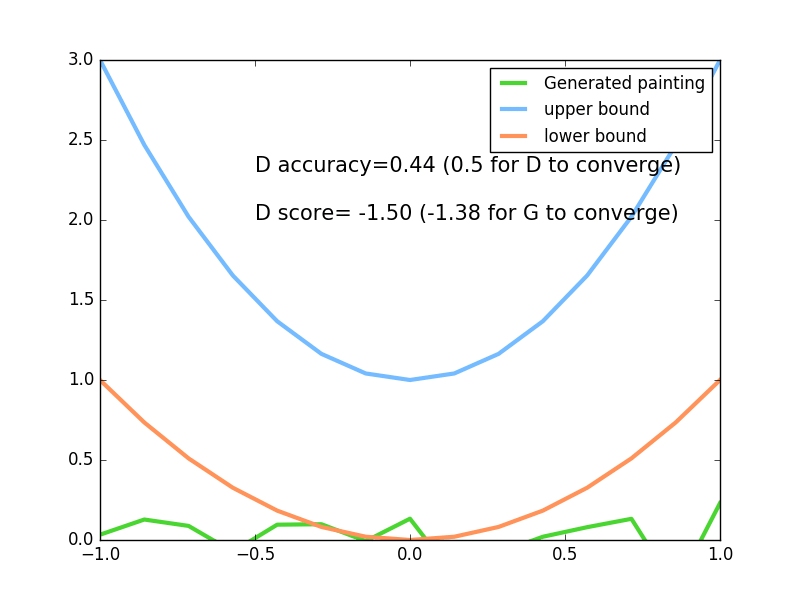 3.0
2.5
2.0
1.5
1.0
0.5
0.0
−1.0
−0.5
0.0
0.5
1.0
Generated painting
upper bound
lower bound
D accuracy=0.44 (0.5 for D to converge)
D score= -1.50 (-1.38 for G to converge)